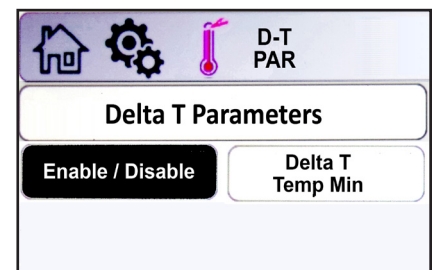 D-T
PAR
Delta T Parameters
Enable / Disable
Delta T
Temp Min